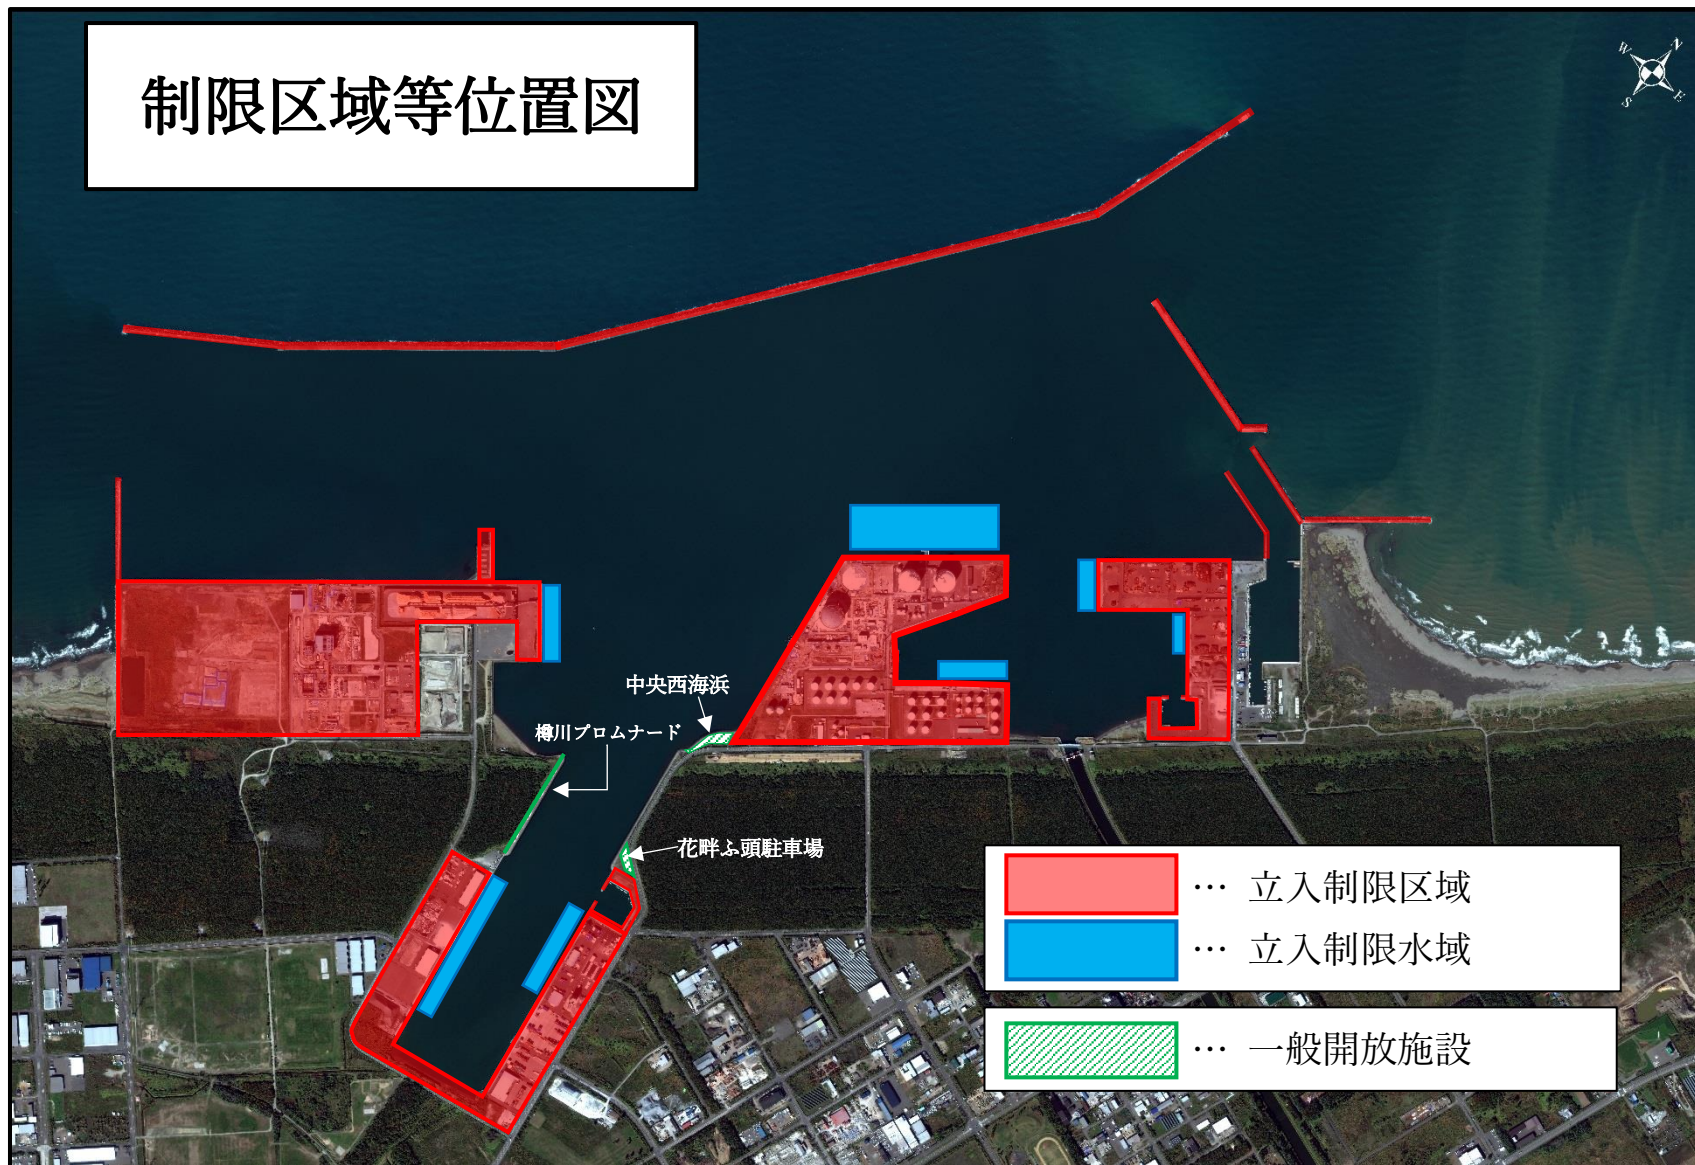 制限区域等位置図
N
W
E
S
中央西海浜
樽川プロムナード
花畔ふ頭駐車場
… 立入制限区域
… 立入制限水域
… 一般開放施設